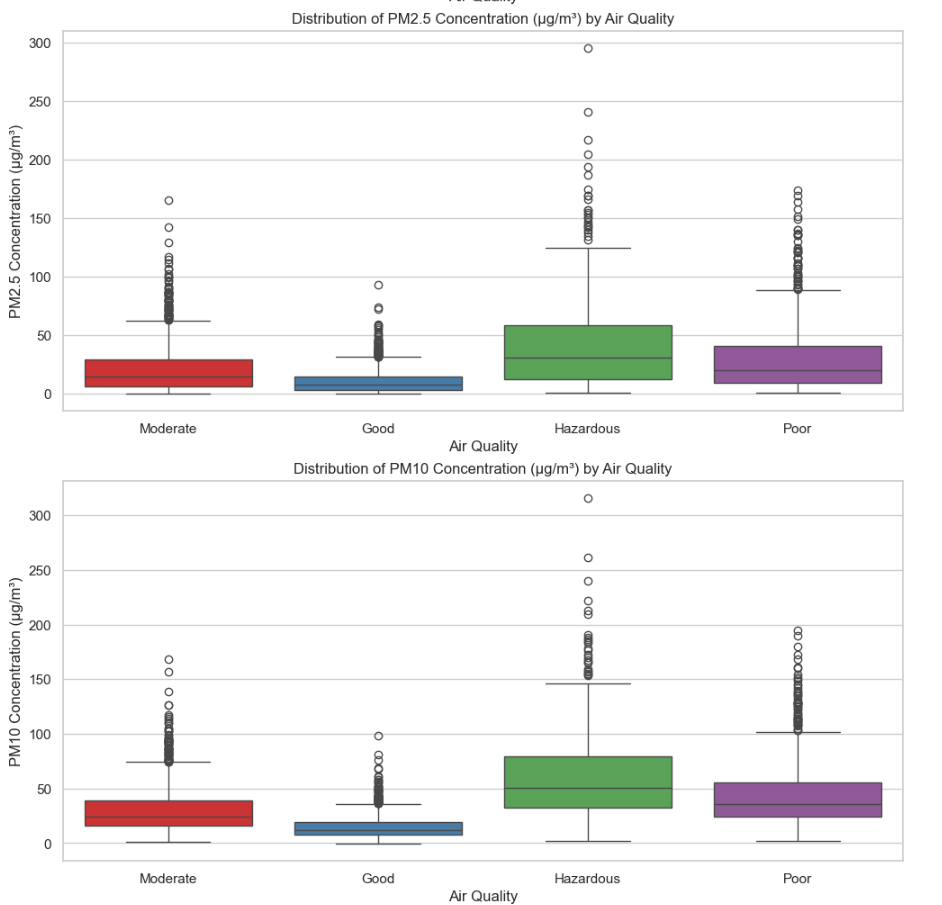 Distribution of PM2.5 Concentration (µg/m³) by Air Quality
PM2.5 Concentration (µg/m³)
300
250
200
150
100
50
0
Moderate Good Hazardous Poor
Air Quality
Distribution of PM10 Concentration (µg/m³) by Air Quality
PM10 Concentration (µg/m³)
300
250
200
150
100
50
0
Moderate Good Hazardous Poor
Air Quality